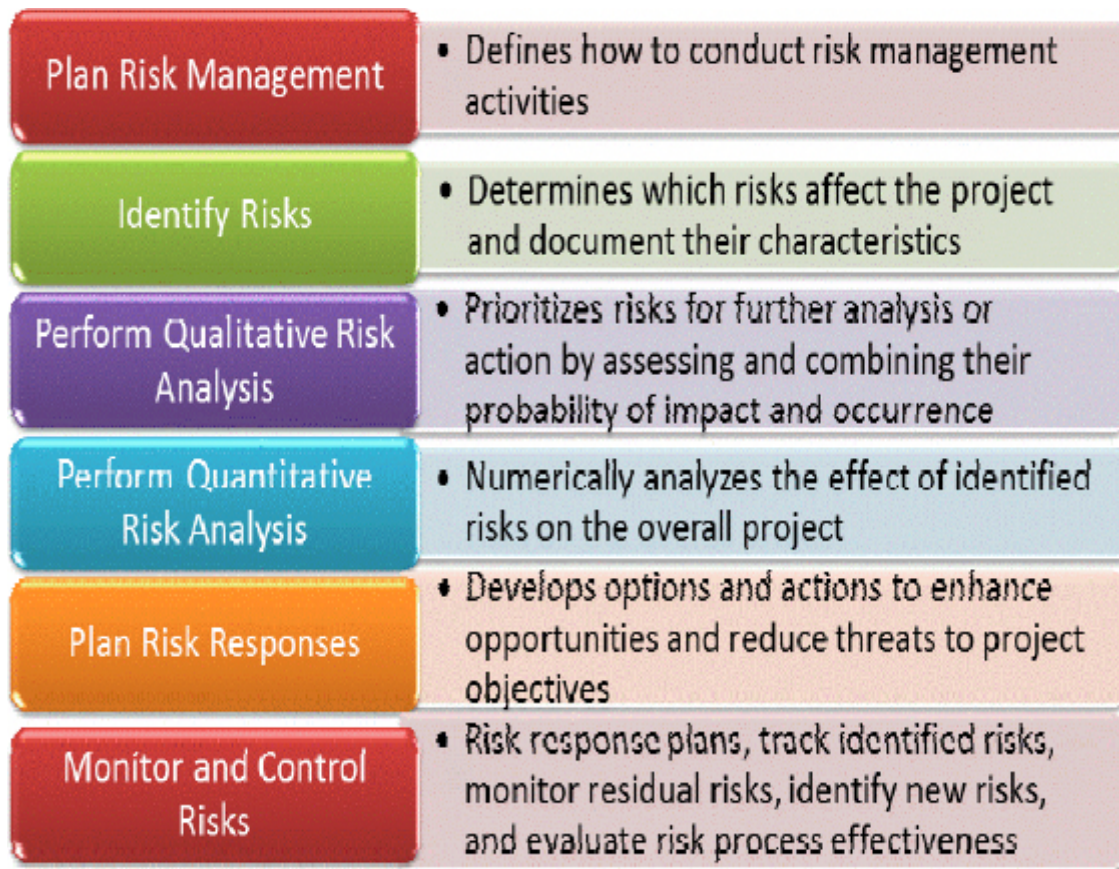 Plan Risk Management
• Defines how to conduct risk management
activities
Identify Risks
• Determines which risks affect the project
and document their characteristics
Perform Qualitative Risk
Analysis
• Prioritizes risks for further analysis or
action by assessing and combining their
probability of impact and occurrence
Perform Quantitative
Risk Analysis
• Numerically analyzes the effect of identified
risks on the overall project
Plan Risk Responses
• Develops options and actions to enhance
opportunities and reduce threats to project
objectives
Monitor and Control
Risks
• Risk response plans, track identified risks,
monitor residual risks, identify new risks,
and evaluate risk process effectiveness